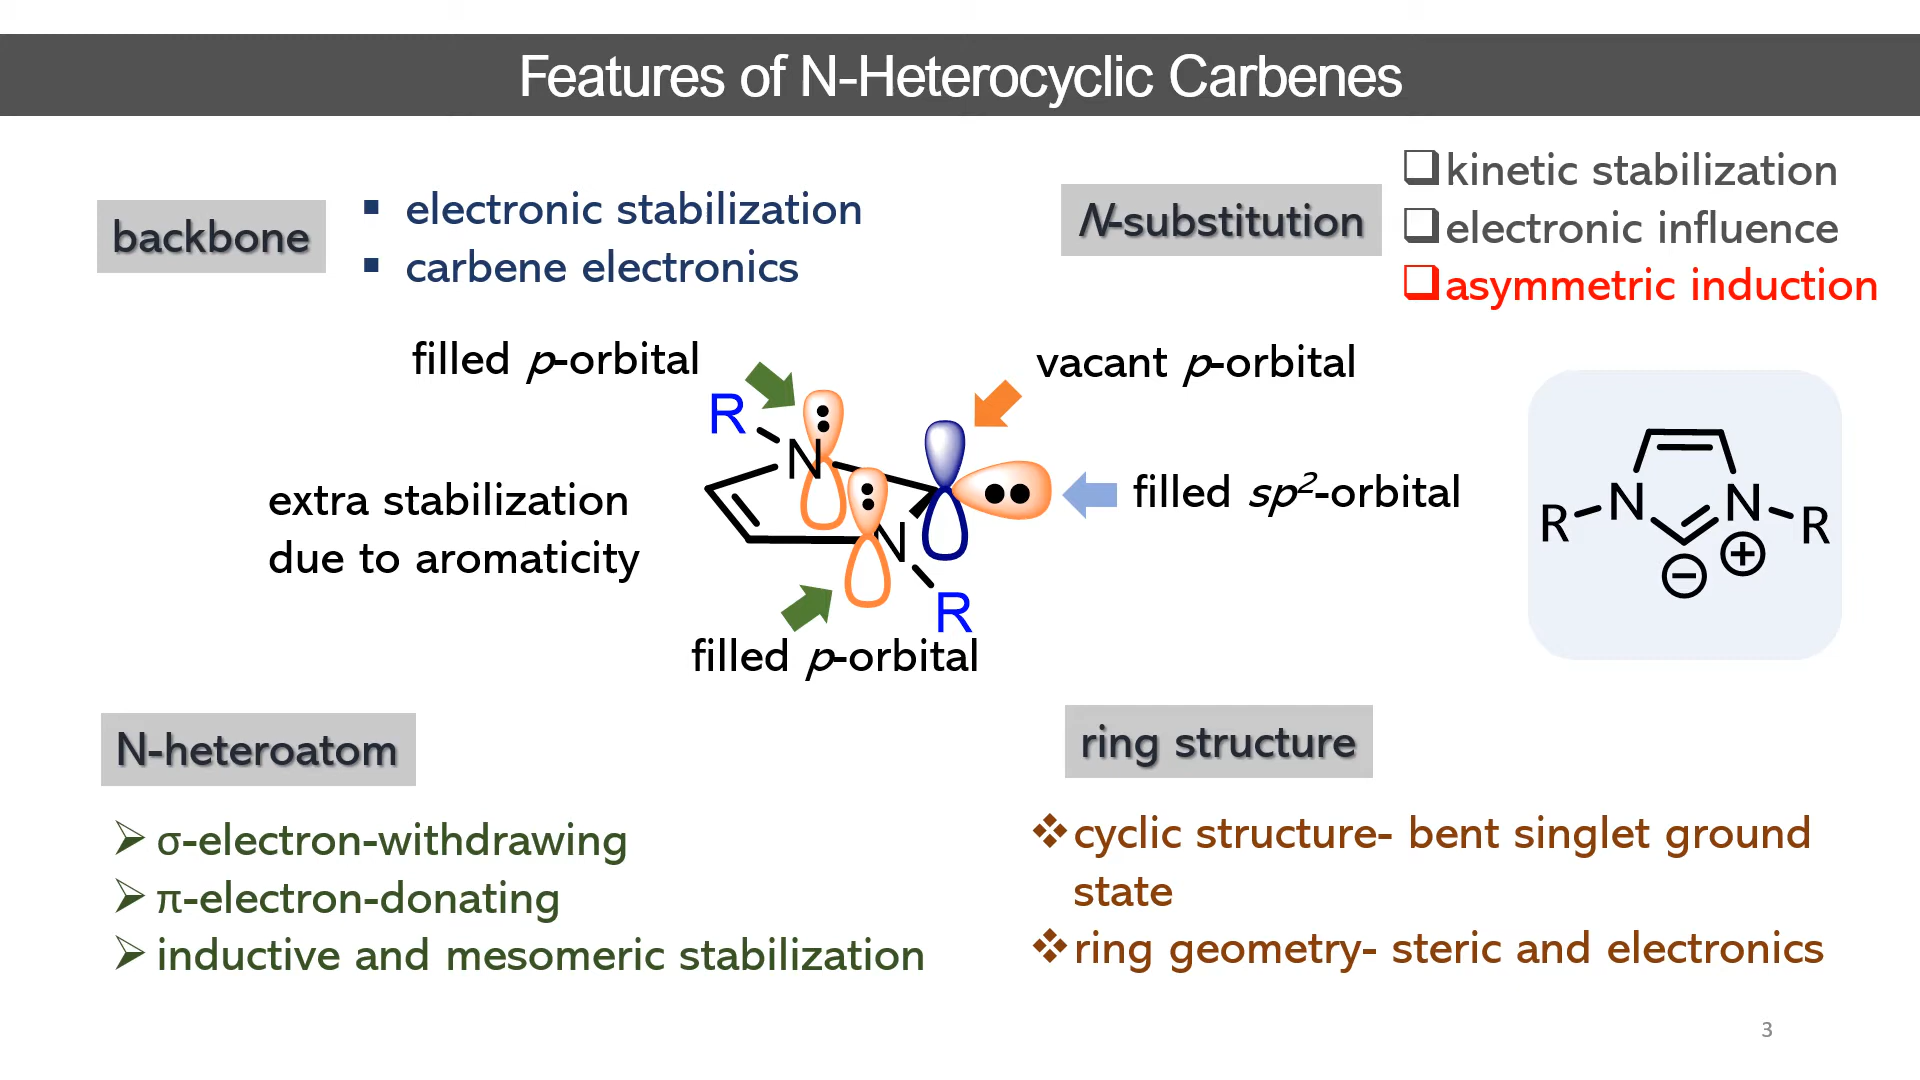 Features of N-Heterocyclic Carbenes
backbone
▪ electronic stabilization
▪ carbene electronics
N-substitution
❑kinetic stabilization
❑electronic influence
❑asymmetric induction
filled p-orbital
vacant p-orbital
R
N
filled sp²-orbital
extra stabilization
due to aromaticity
N
R
filled p-orbital
R N N R
⊖ ⊕
N-heteroatom
➢ σ-electron-withdrawing
➢ π-electron-donating
➢ inductive and mesomeric stabilization
ring structure
❖cyclic structure- bent singlet ground
state
❖ring geometry- steric and electronics
3